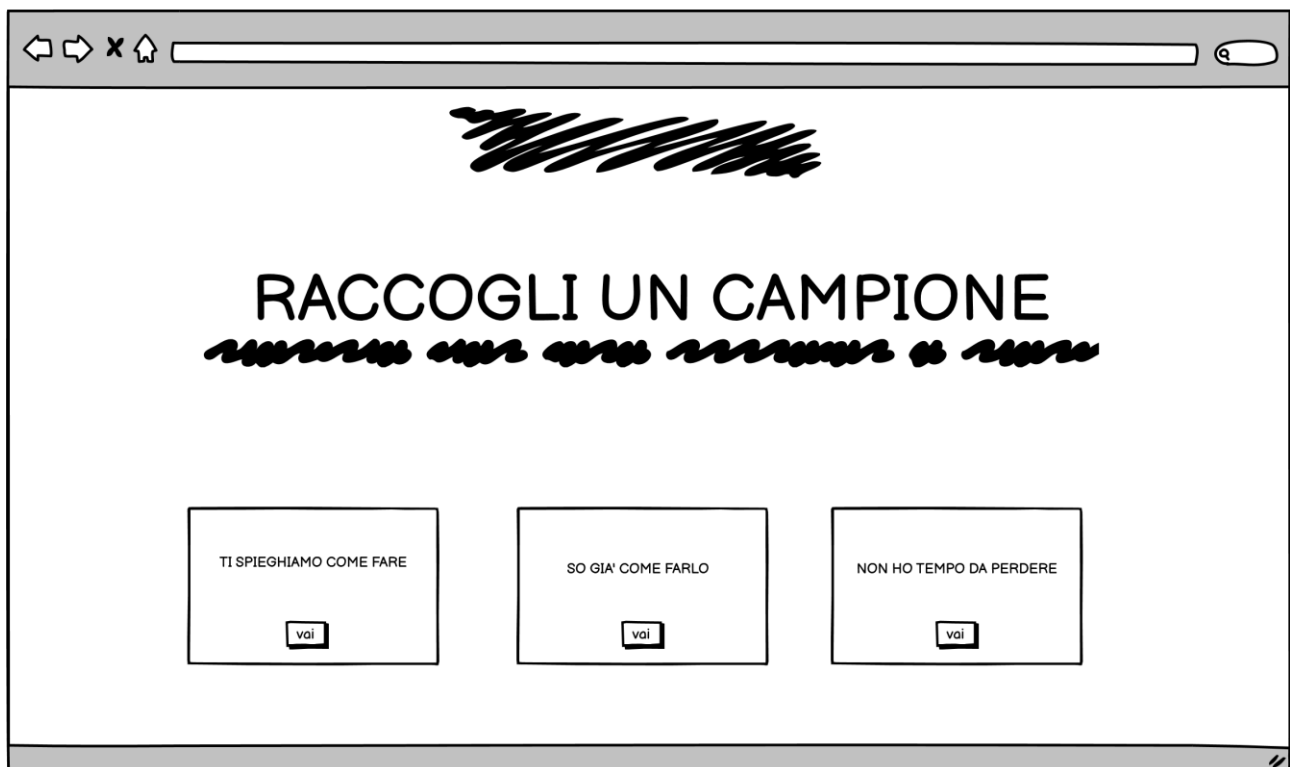 RACCOGLI UN CAMPIONE
TI SPIEGHIAMO COME FARE
SO GIA' COME FARLO
NON HO TEMPO DA PERDERE
vai
vai
vai